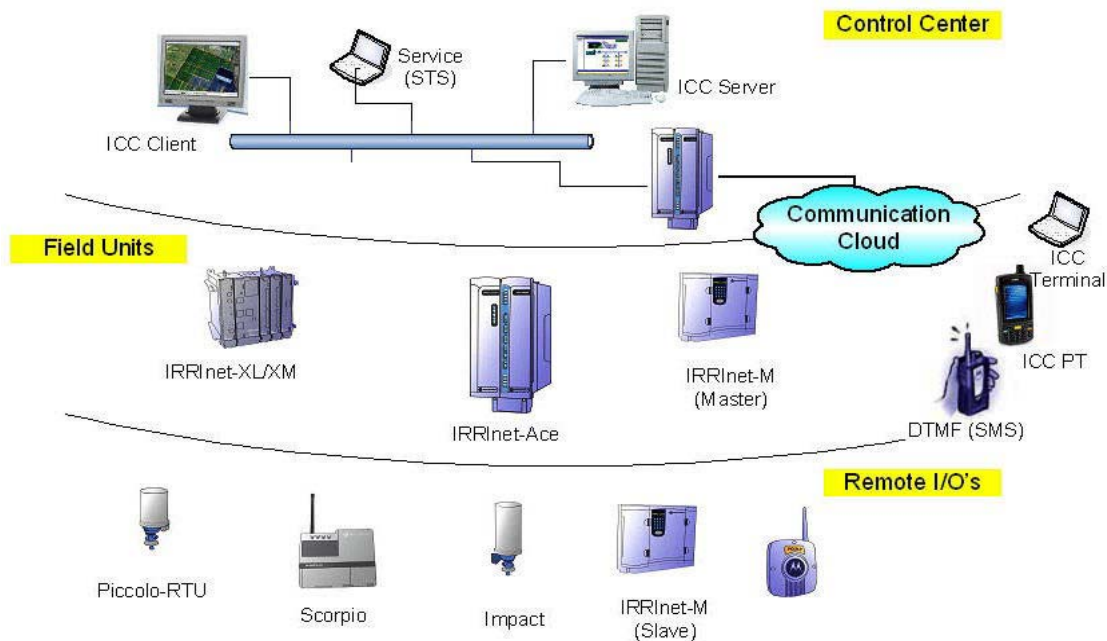 Control Center
Service
(STS)
ICC Server
ICC Client
Communication
Cloud
Field Units
ICC
Terminal
IRRInet-XL/XM
IRRInet-M
(Master)
ICC PT
IRRInet-Ace
DTMF (SMS)
Remote I/O's
Piccolo-RTU
Scorpio
Impact
IRRInet-M
(Slave)